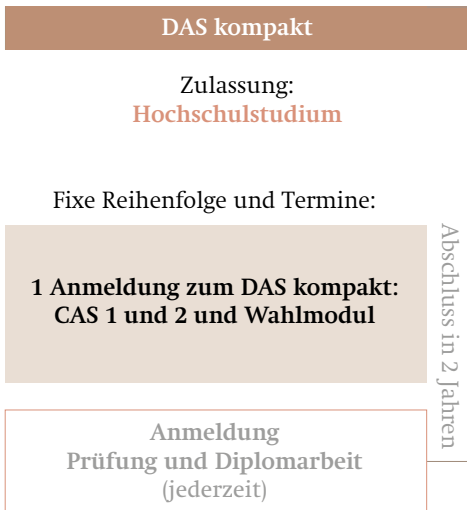 DAS kompakt
Zulassung:
Hochschulstudium
Fixe Reihenfolge und Termine:
1 Anmeldung zum DAS kompakt:
CAS 1 und 2 und Wahlmodul
Abschluss in 2 Jahren
Anmeldung
Prüfung und Diplomarbeit
(jederzeit)